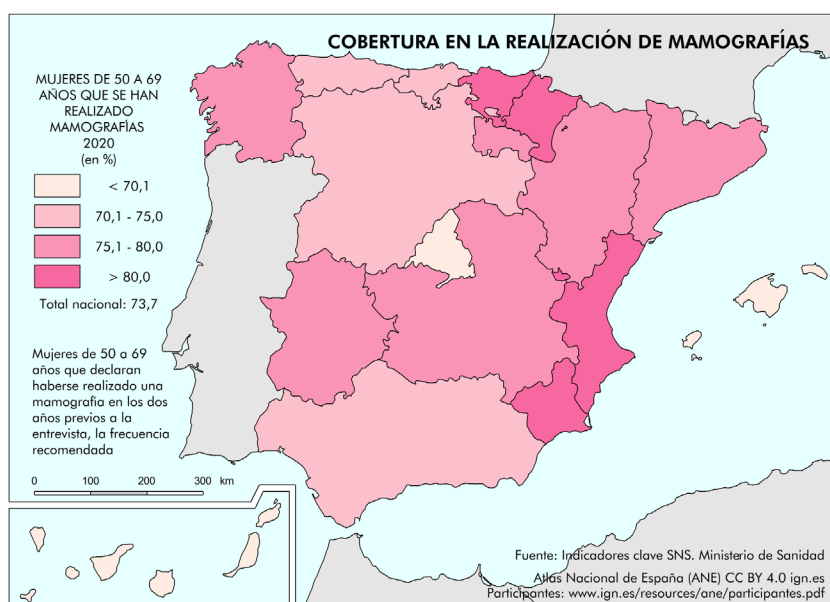 COBERTURA EN LA REALIZACIÓN DE MAMOGRAFÍAS
MUJERES DE 50 A 69
AÑOS QUE SE HAN
REALIZADO
MAMOGRAFÍAS
2020
(en %)
< 70,1
70,1 - 75,0
75,1 - 80,0
> 80,0
Total nacional: 73,7
Mujeres de 50 a 69
años que declaran
haberse realizado una
mamografía en los dos
años previos a la
entrevista, la frecuencia
recomendada
0 100 200 300 km
Fuente: Indicadores clave SNS. Ministerio de Sanidad
Atlas Nacional de España (ANE) CC BY 4.0 ign.es
Participantes: www.ign.es/resources/ane/participantes.pdf